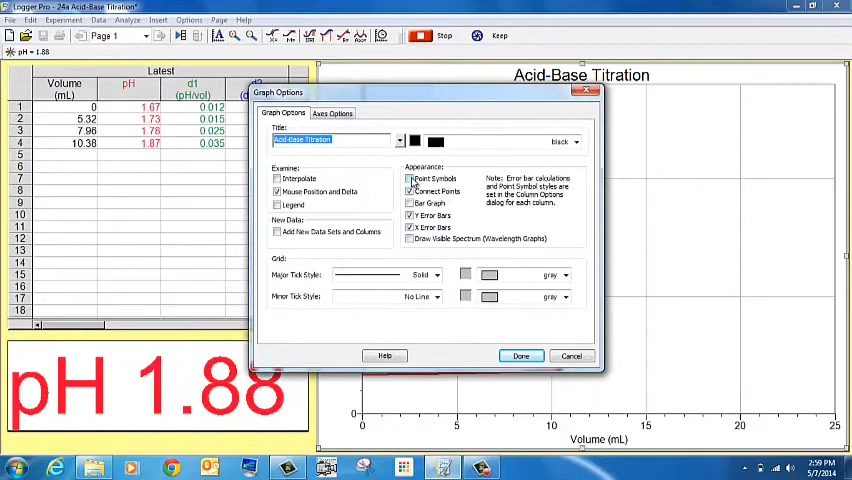 Logger Pro - 24a Acid-Base Titration*
File Edit Experiment Data Analyze Insert Options Page Help
Page 1
Stop
Keep
pH = 1.88
Latest
Volume (mL) pH d1 (pH/vol) d2
1 0 1.67 0.012
2 5.32 1.73 0.015
3 7.96 1.78 0.025
4 10.38 1.87 0.035
5
6
7
8
9
10
11
12
13
14
15
16
17
18
pH 1.88
Acid-Base Titration
0
0 5 10 15 20 25
Volume (mL)
Graph Options
Graph Options Axes Options
Title:
Acid-Base Titration
black
Examine:
Interpolate
Mouse Position and Delta
Legend
New Data:
Add New Data Sets and Columns
Appearance:
Point Symbols
Connect Points
Bar Graph
Y Error Bars
X Error Bars
Draw Visible Spectrum (Wavelength Graphs)
Note: Error bar calculations
and Point Symbol styles are
set in the Column Options
dialog for each column.
Grid:
Major Tick Style: Solid gray
Minor Tick Style: No Line gray
Help Done Cancel
2:59 PM
5/7/2014